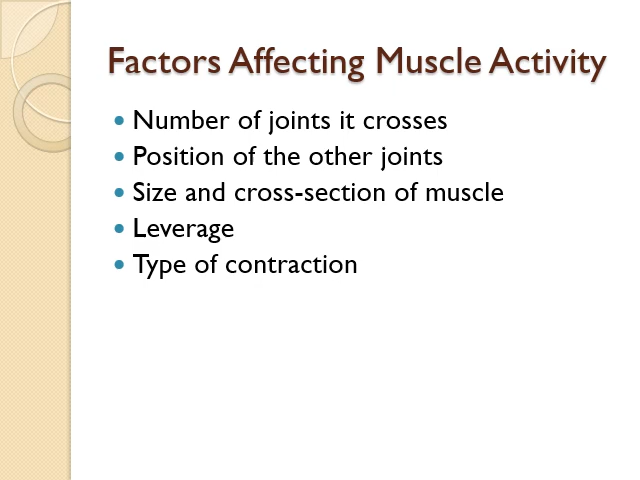 Factors Affecting Muscle Activity
• Number of joints it crosses
• Position of the other joints
• Size and cross-section of muscle
• Leverage
• Type of contraction